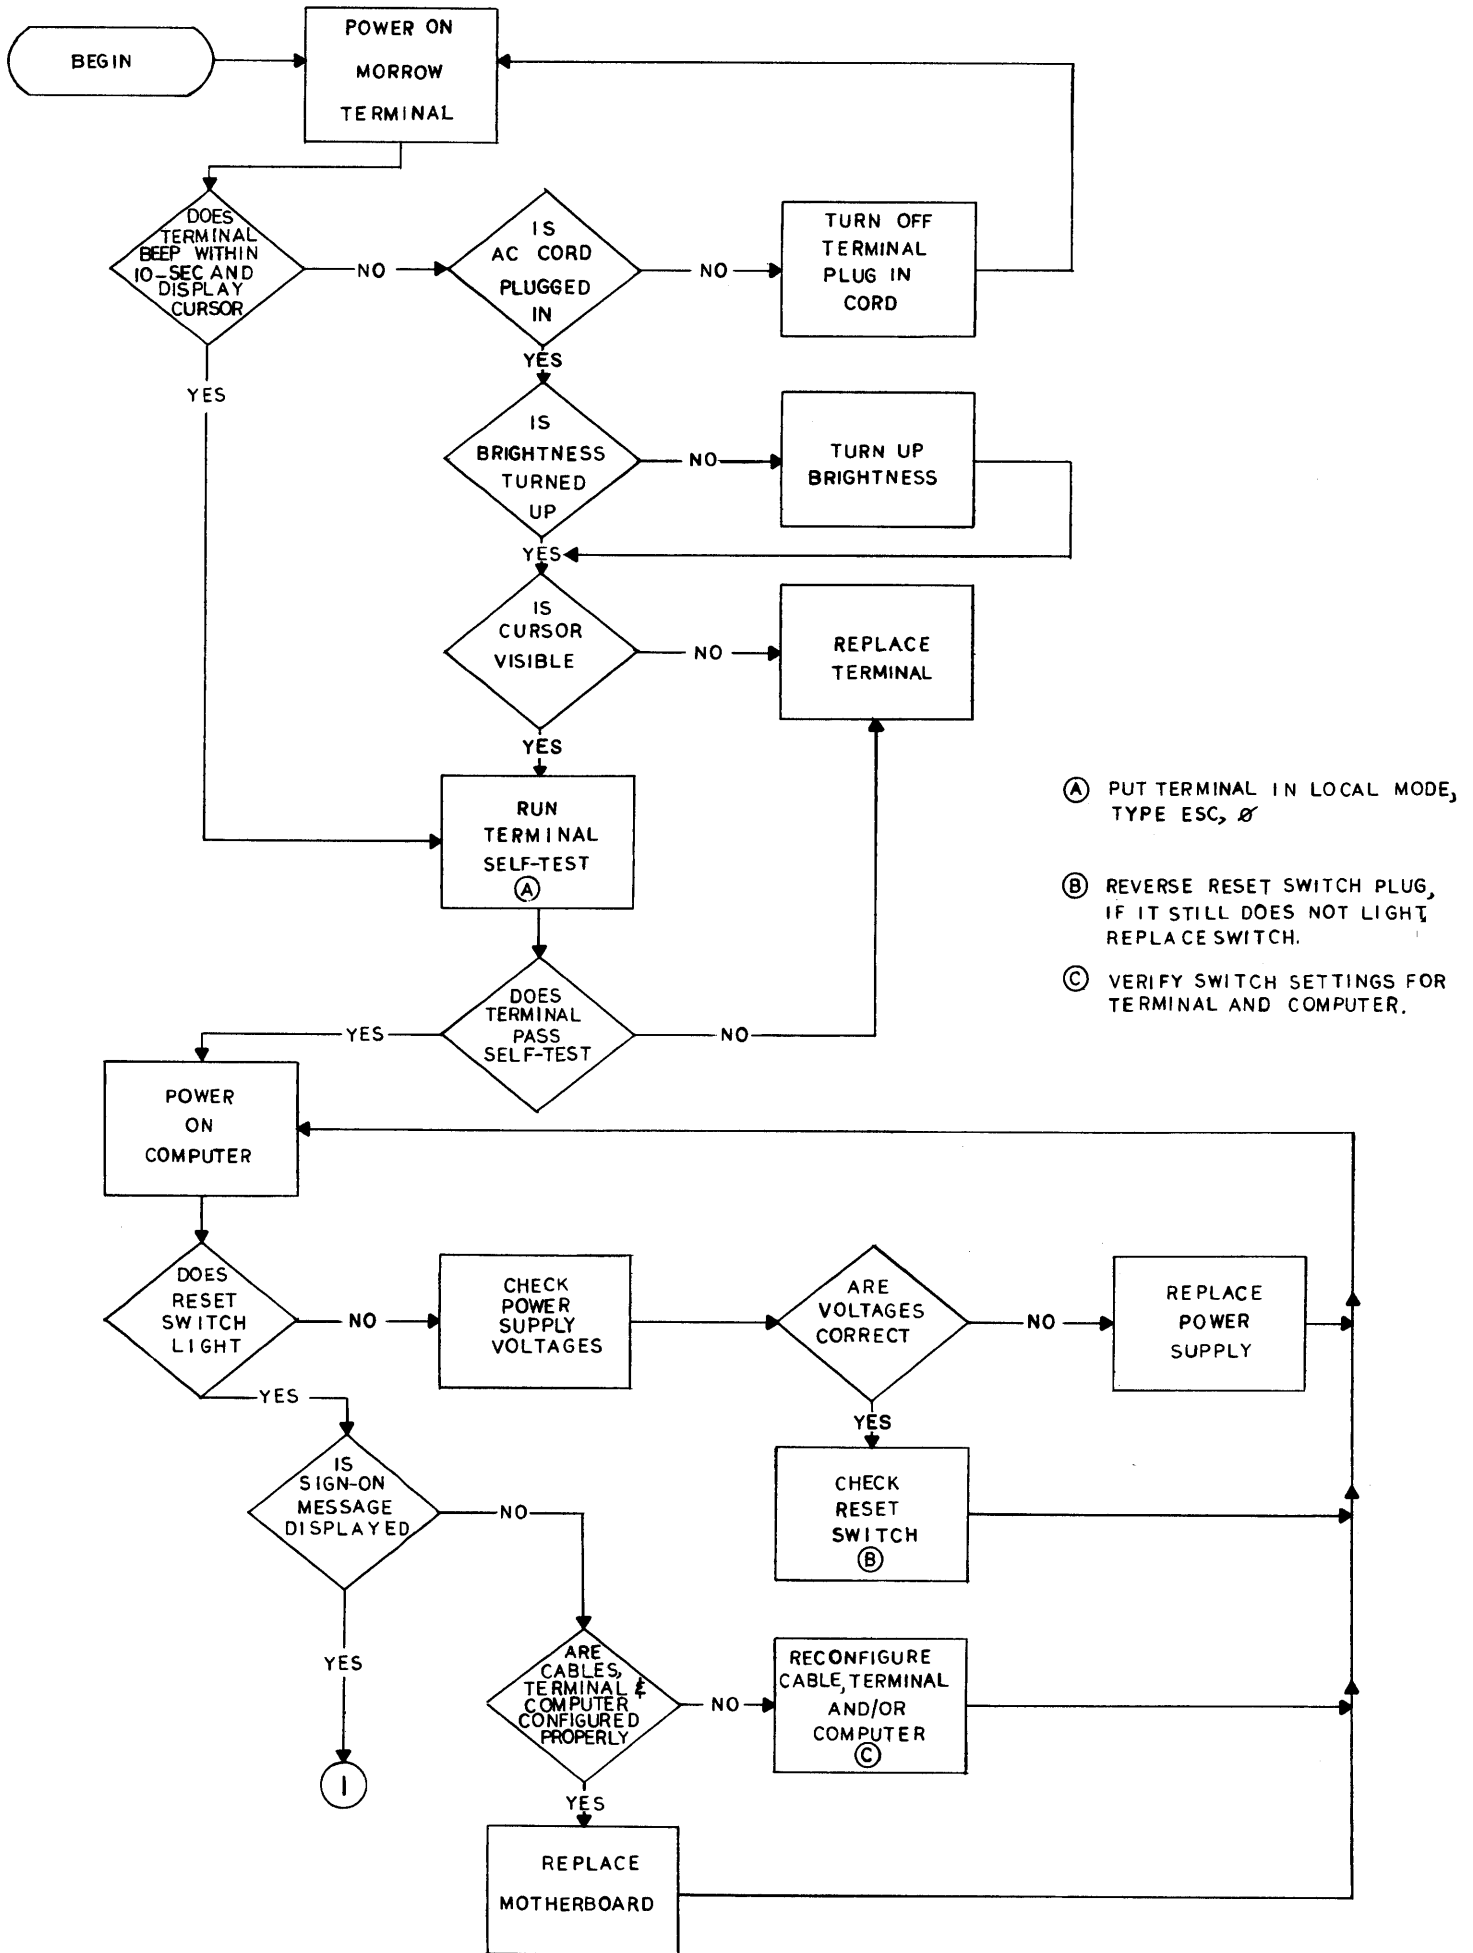 BEGIN
POWER ON
MORROW
TERMINAL
DOES
TERMINAL
BEEP WITHIN
10-SEC AND
DISPLAY
CURSOR
NO
IS
AC CORD
PLUGGED
IN
NO
TURN OFF
TERMINAL
PLUG IN
CORD
YES
YES
IS
BRIGHTNESS
TURNED
UP
NO
TURN UP
BRIGHTNESS
YES
IS
CURSOR
VISIBLE
NO
REPLACE
TERMINAL
YES
RUN
TERMINAL
SELF-TEST
A
A PUT TERMINAL IN LOCAL MODE,
TYPE ESC, Ø
B REVERSE RESET SWITCH PLUG,
IF IT STILL DOES NOT LIGHT,
REPLACE SWITCH.
C VERIFY SWITCH SETTINGS FOR
TERMINAL AND COMPUTER.
DOES
TERMINAL
PASS
SELF-TEST
YES
NO
POWER
ON
COMPUTER
DOES
RESET
SWITCH
LIGHT
NO
CHECK
POWER
SUPPLY
VOLTAGES
ARE
VOLTAGES
CORRECT
NO
REPLACE
POWER
SUPPLY
YES
YES
CHECK
RESET
SWITCH
B
IS
SIGN-ON
MESSAGE
DISPLAYED
NO
YES
1
ARE
CABLES,
TERMINAL &
COMPUTER
CONFIGURED
PROPERLY
NO
RECONFIGURE
CABLE, TERMINAL
AND/OR
COMPUTER
C
YES
REPLACE
MOTHERBOARD